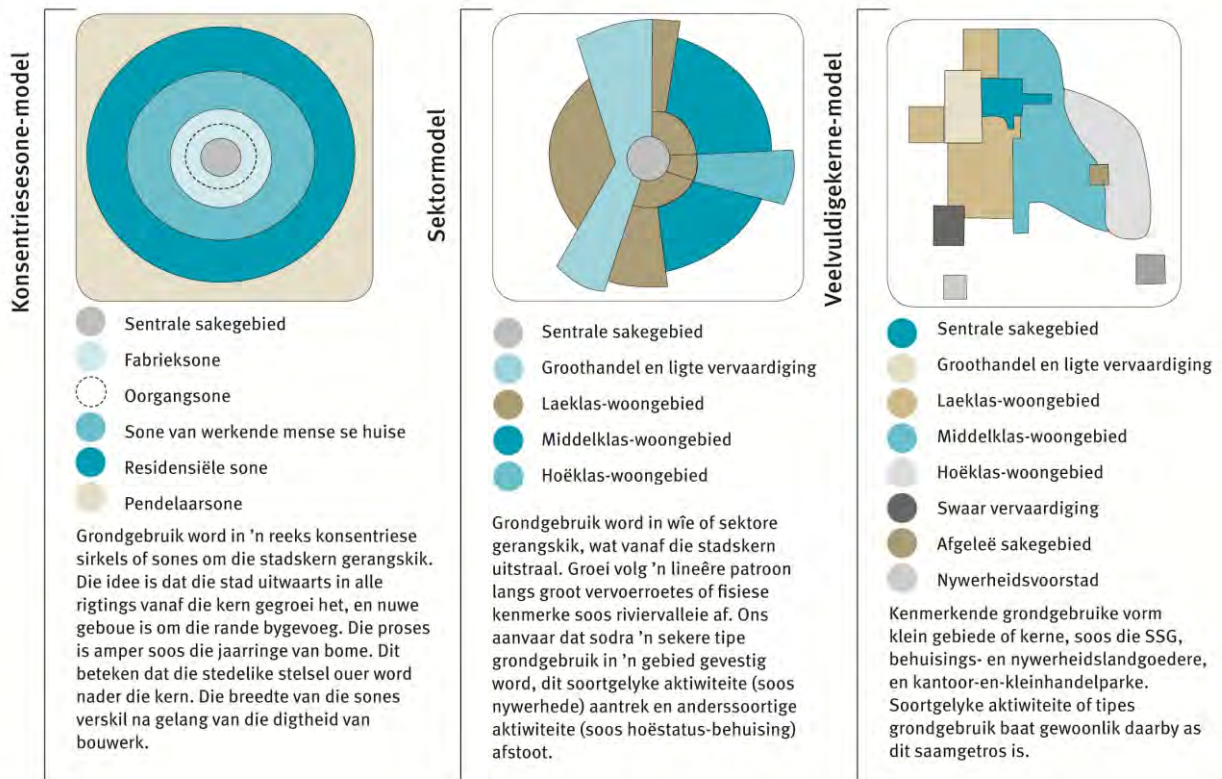 Konsentriesesone-model
Sentrale sakegebied
Fabrieksone
Oorgangsone
Sone van werkende mense se huise
Residensiële sone
Pendelaarsone
Grondgebruik word in 'n reeks konsentriese
sirkels of sones om die stadskern gerangskik.
Die idee is dat die stad uitwaarts in alle
rigtings vanaf die kern gegroei het, en nuwe
geboue is om die rande bygevoeg. Die proses
is amper soos die jaarringe van bome. Dit
beteken dat die stedelike stelsel ouer word
nader die kern. Die breedte van die sones
verskil na gelang van die digtheid van
bouwerk.
Sektormodel
Sentrale sakegebied
Groothandel en ligte vervaardiging
Laeklas-woongebied
Middelklas-woongebied
Hoëklas-woongebied
Grondgebruik word in wîe of sektore
gerangskik, wat vanaf die stadskern
uitstraal. Groei volg 'n lineêre patroon
langs groot vervoerroetes of fisiese
kenmerke soos riviervalleie af. Ons
aanvaar dat sodra 'n sekere tipe
grondgebruik in 'n gebied gevestig
word, dit soortgelyke aktiwiteite (soos
nywerhede) aantrek en anderssoortige
aktiwiteite (soos hoëstatus-behuising)
afstoot.
Veelvuldigekerne-model
Sentrale sakegebied
Groothandel en ligte vervaardiging
Laeklas-woongebied
Middelklas-woongebied
Hoëklas-woongebied
Swaar vervaardiging
Afgeleë sakegebied
Nywerheidsvoorstad
Kenmerkende grondgebruike vorm
klein gebiede of kerne, soos die SSG,
behuisings- en nywerheidslandgoedere,
en kantoor-en-kleinhandelparke.
Soortgelyke aktiwiteite of tipes
grondgebruik baat gewoonlik daarby as
dit saamgetros is.